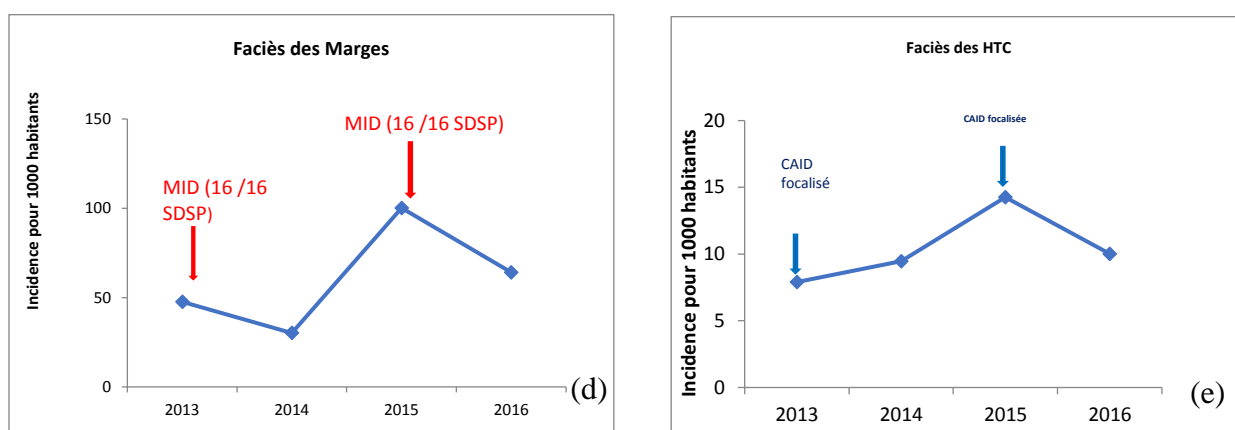 Faciès des Marges
Incidence pour 1000 habitants
150
100
50
0
MID (16 /16
SDSP)
MID (16 /16 SDSP)
2013
2014
2015
2016
(d)
Faciès des HTC
Incidence pour 1000 habitants
20
15
10
5
0
CAID
focalisé
CAID focalisée
2013
2014
2015
2016
(e)